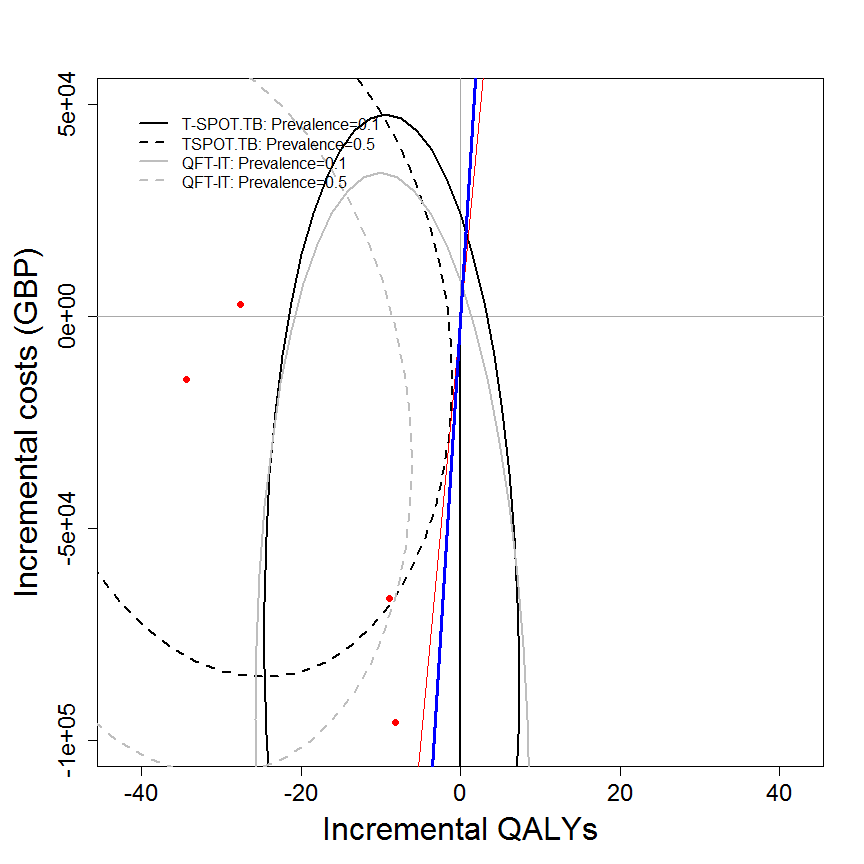 T-SPOT.TB: Prevalence=0.1
TSPOT.TB: Prevalence=0.5
QFT-IT: Prevalence=0.1
QFT-IT: Prevalence=0.5
Incremental costs (GBP)
5e+04
0e+00
-5e+04
-1e+05
-40 -20 0 20 40
Incremental QALYs